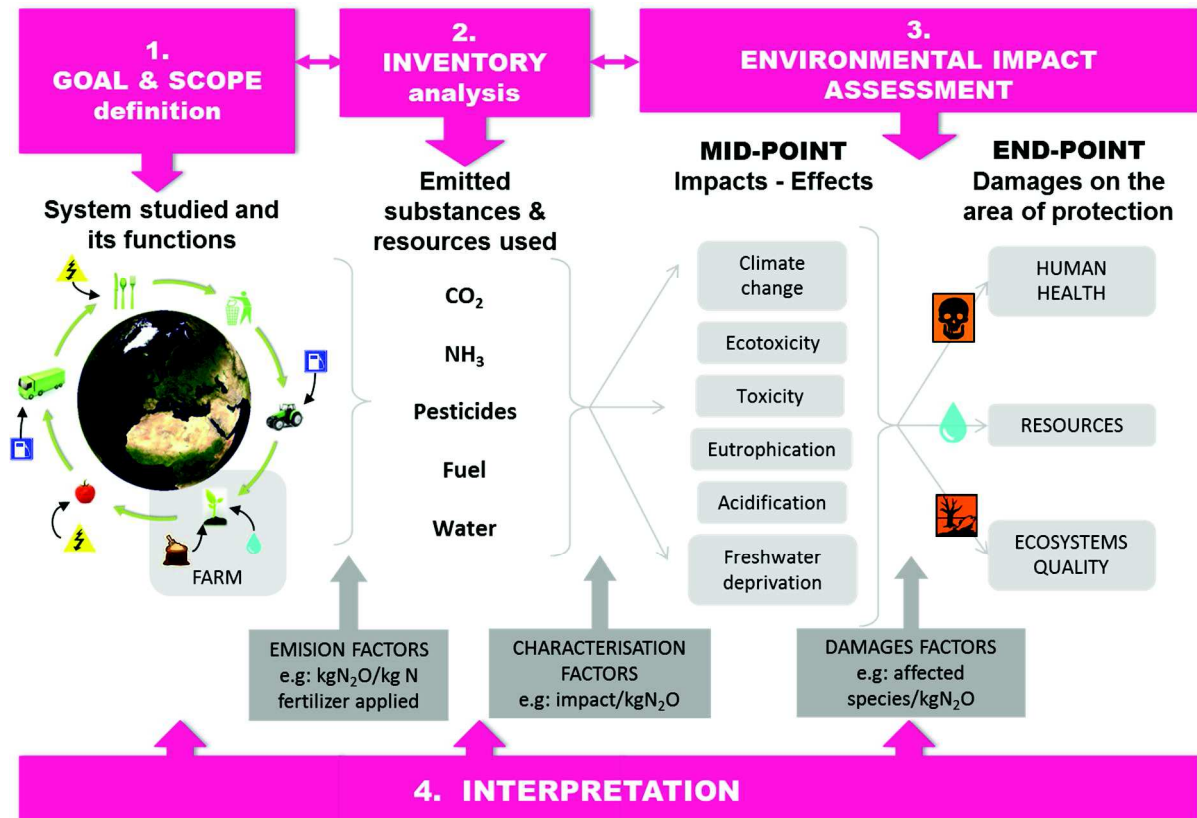 1.
GOAL & SCOPE
definition
2.
INVENTORY
analysis
3.
ENVIRONMENTAL IMPACT
ASSESSMENT
System studied and
its functions
FARM
Emitted
substances &
resources used
CO₂
NH₃
Pesticides
Fuel
Water
MID-POINT
Impacts - Effects
Climate
change
Ecotoxicity
Toxicity
Eutrophication
Acidification
Freshwater
deprivation
END-POINT
Damages on the
area of protection
HUMAN
HEALTH
RESOURCES
ECOSYSTEMS
QUALITY
EMISION FACTORS
e.g: kgN₂O/kg N
fertilizer applied
CHARACTERISATION
FACTORS
e.g: impact/kgN₂O
DAMAGES FACTORS
e.g: affected
species/kgN₂O
4. INTERPRETATION